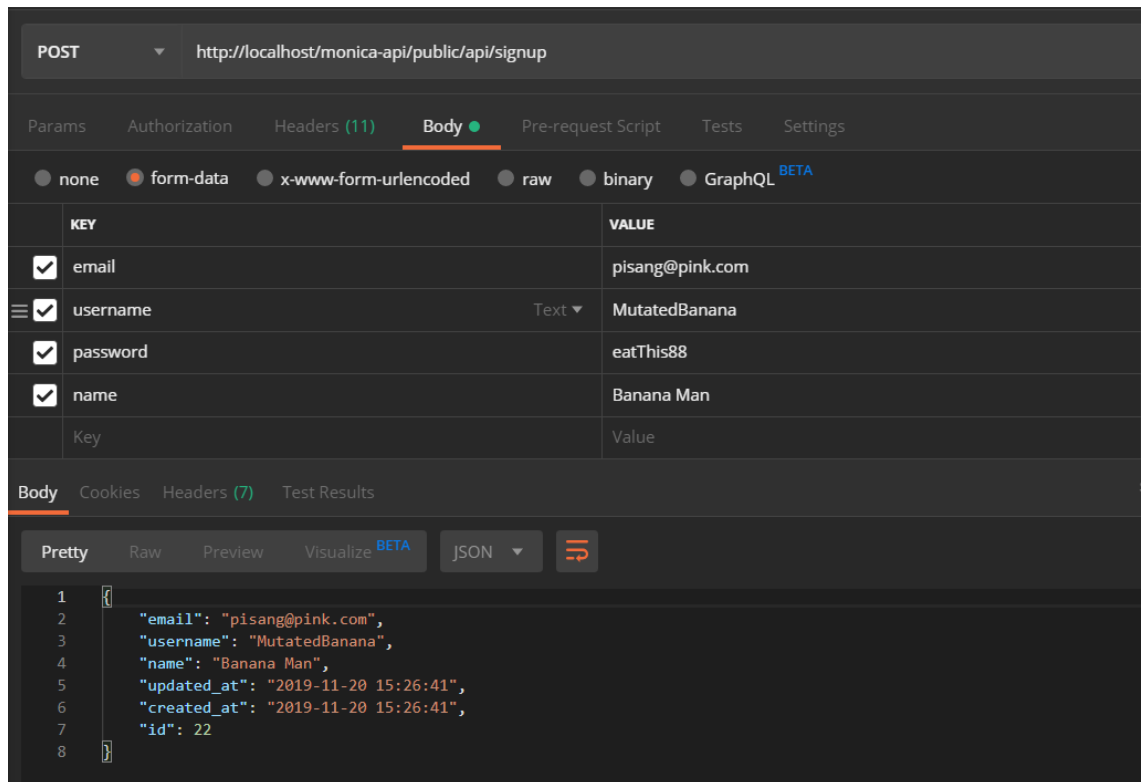 POST http://localhost/monica-api/public/api/signup
Params Authorization Headers (11) Body Pre-request Script Tests Settings
none form-data x-www-form-urlencoded raw binary GraphQL BETA
KEY VALUE
email pisang@pink.com
username Text MutatedBanana
password eatThis88
name Banana Man
Key Value
Body Cookies Headers (7) Test Results
Pretty Raw Preview Visualize BETA JSON
1 {
2 "email": "pisang@pink.com",
3 "username": "MutatedBanana",
4 "name": "Banana Man",
5 "updated_at": "2019-11-20 15:26:41",
6 "created_at": "2019-11-20 15:26:41",
7 "id": 22
8 }